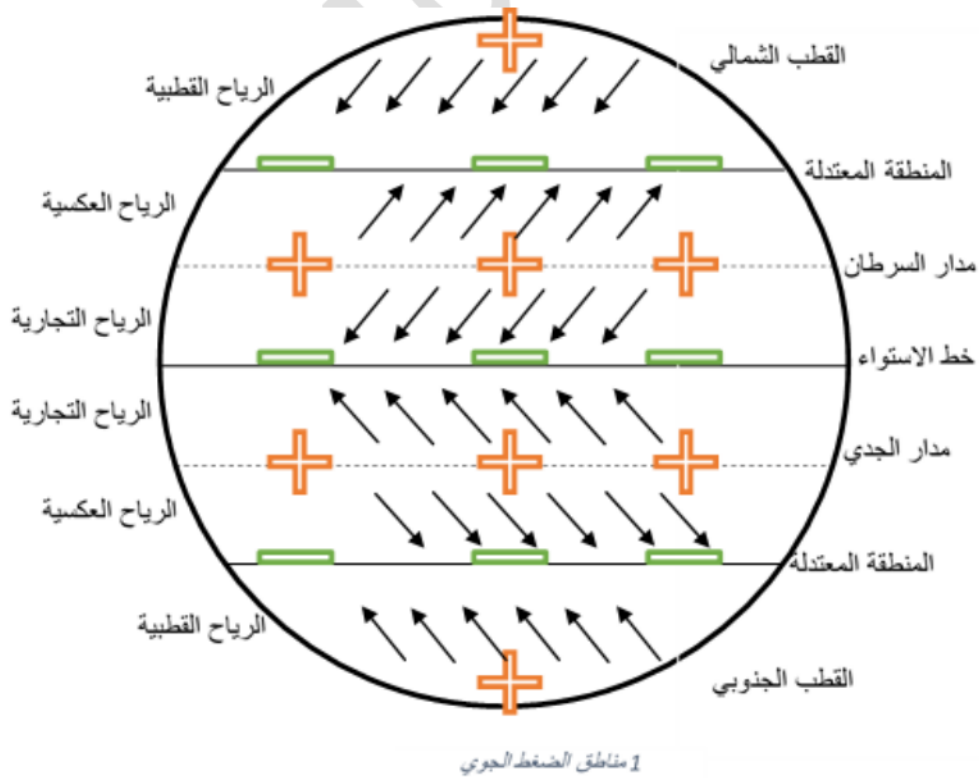 القطب الشمالي
الرياح القطبية
المنطقة المعتدلة
الرياح العكسية
مدار السرطان
الرياح التجارية
خط الاستواء
الرياح التجارية
مدار الجدي
الرياح العكسية
المنطقة المعتدلة
الرياح القطبية
القطب الجنوبي
1 مناطق الضغط الجوي